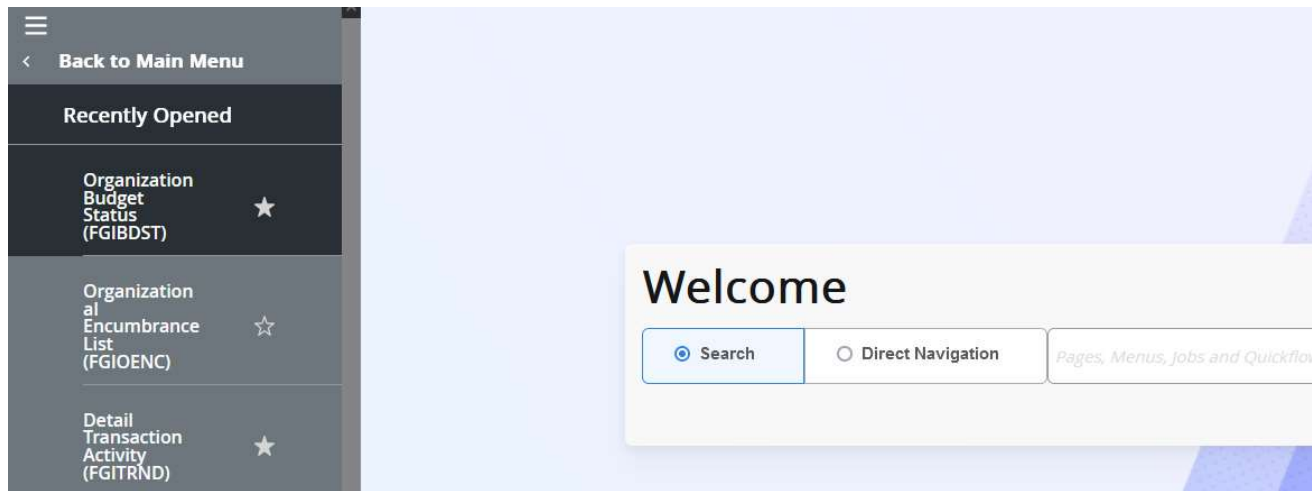 Back to Main Menu
Recently Opened
Organization
Budget
Status
(FGIBDST)
Organization
al
Encumbrance
List
(FGIOENC)
Detail
Transaction
Activity
(FGITRND)
Welcome
Search
Direct Navigation
Pages, Menus, Jobs and Quickflo